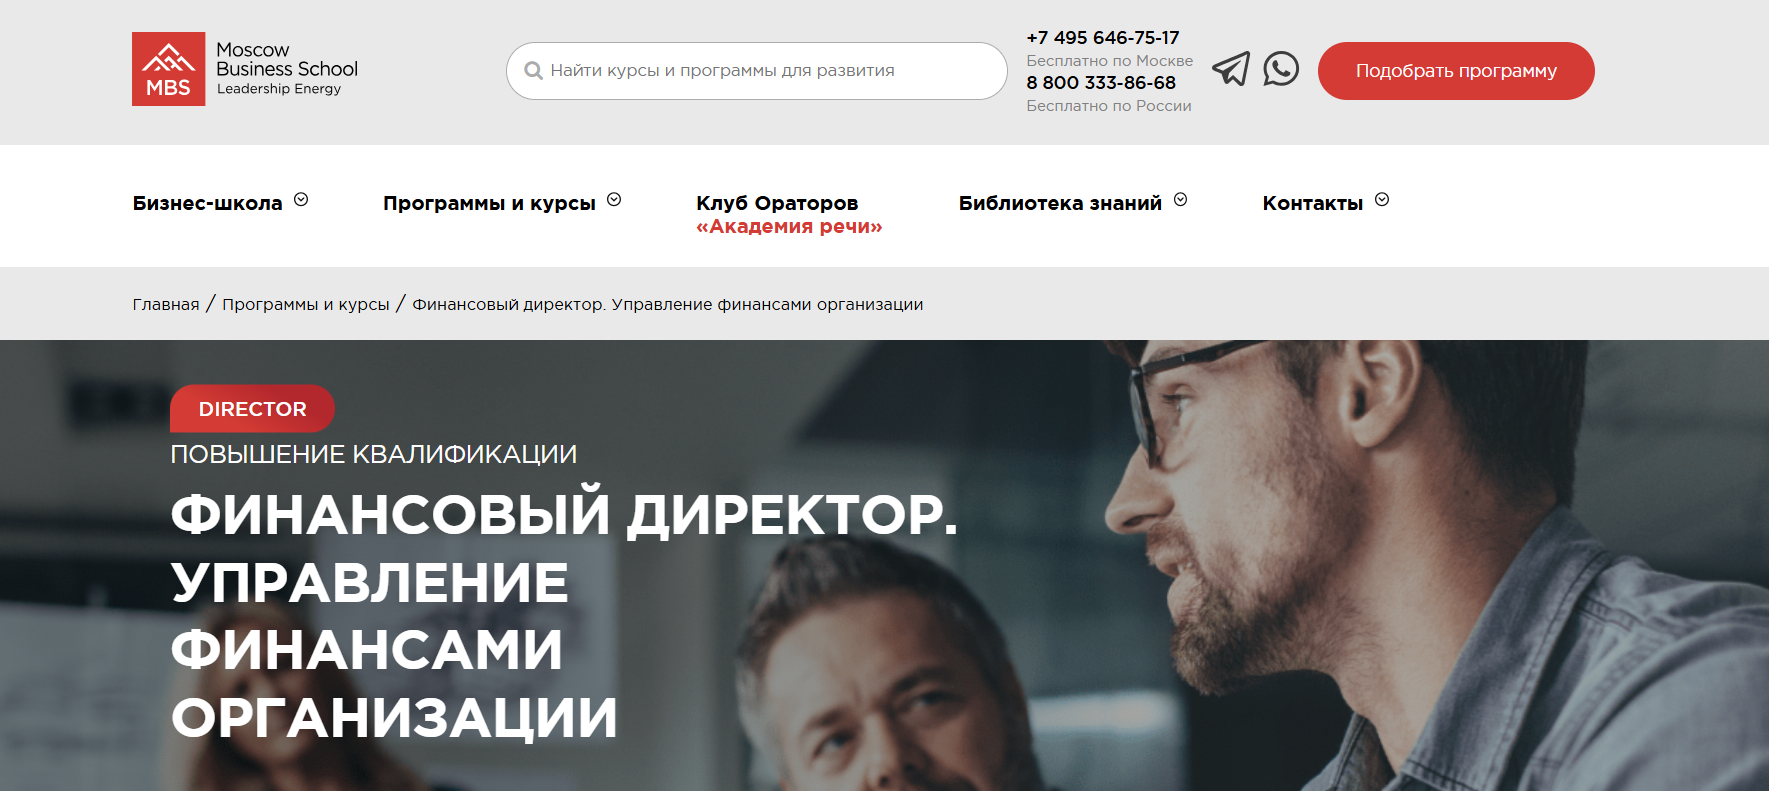 MBS
Moscow
Business School
Leadership Energy
Найти курсы и программы для развития
+7 495 646-75-17
Бесплатно по Москве
8 800 333-86-68
Бесплатно по России
Подобрать программу
Бизнес-школа
Программы и курсы
Клуб Ораторов
«Академия речи»
Библиотека знаний
Контакты
Главная / Программы и курсы / Финансовый директор. Управление финансами организации
DIRECTOR
ПОВЫШЕНИЕ КВАЛИФИКАЦИИ
ФИНАНСОВЫЙ ДИРЕКТОР.
УПРАВЛЕНИЕ
ФИНАНСАМИ
ОРГАНИЗАЦИИ